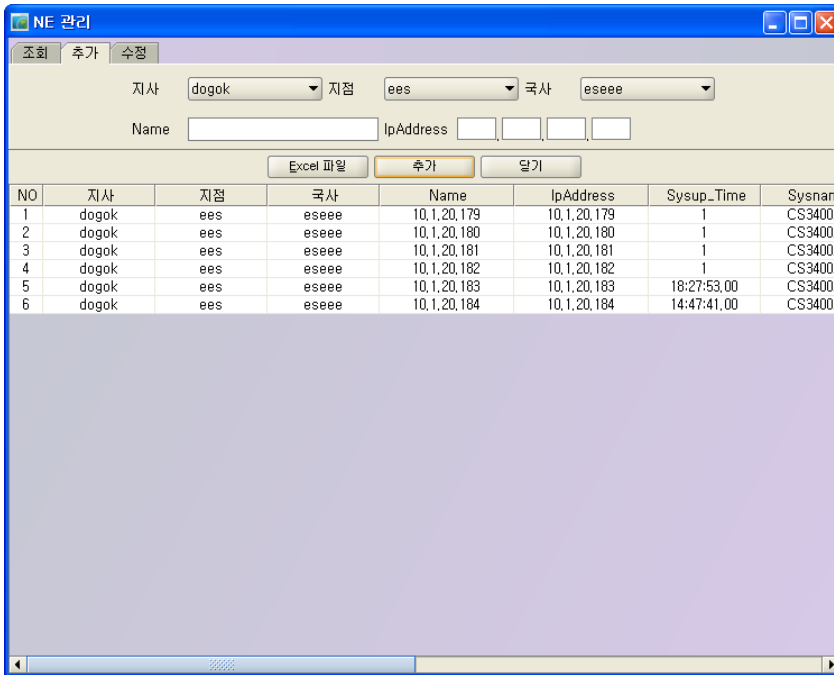 NE 관리
조회 추가 수정
지사 dogok 지점 ees 국사 eseee
Name IpAddress . . .
Excel 파일 추가 닫기
NO 지사 지점 국사 Name IpAddress Sysup_Time Sysnar
1 dogok ees eseee 10.1.20.179 10.1.20.179 1 CS3400
2 dogok ees eseee 10.1.20.180 10.1.20.180 1 CS3400
3 dogok ees eseee 10.1.20.181 10.1.20.181 1 CS3400
4 dogok ees eseee 10.1.20.182 10.1.20.182 1 CS3400
5 dogok ees eseee 10.1.20.183 10.1.20.183 18:27:53.00 CS3400
6 dogok ees eseee 10.1.20.184 10.1.20.184 14:47:41.00 CS3400